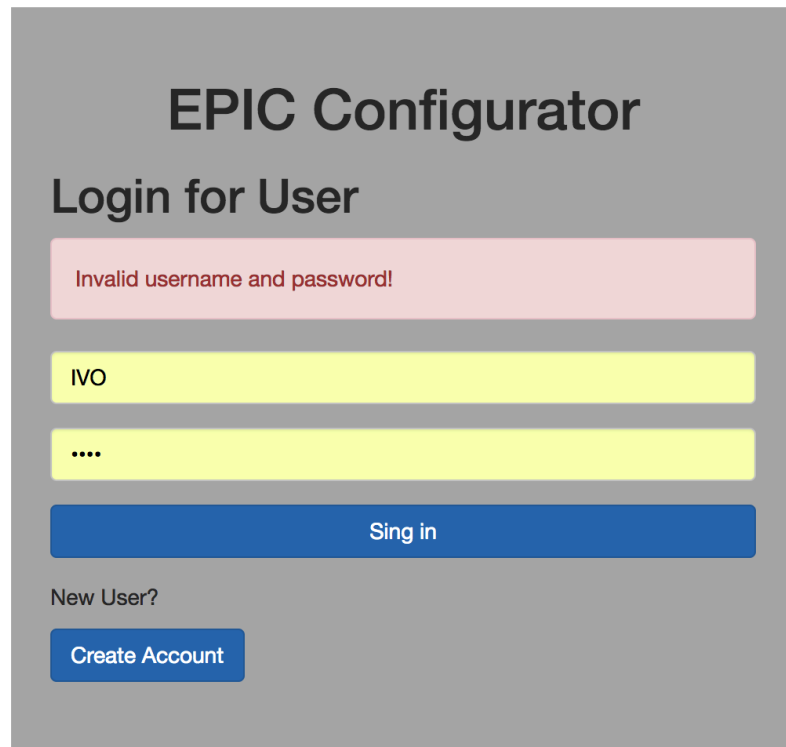 EPIC Configurator
Login for User
Invalid username and password!
IVO
••••
Sing in
New User?
Create Account